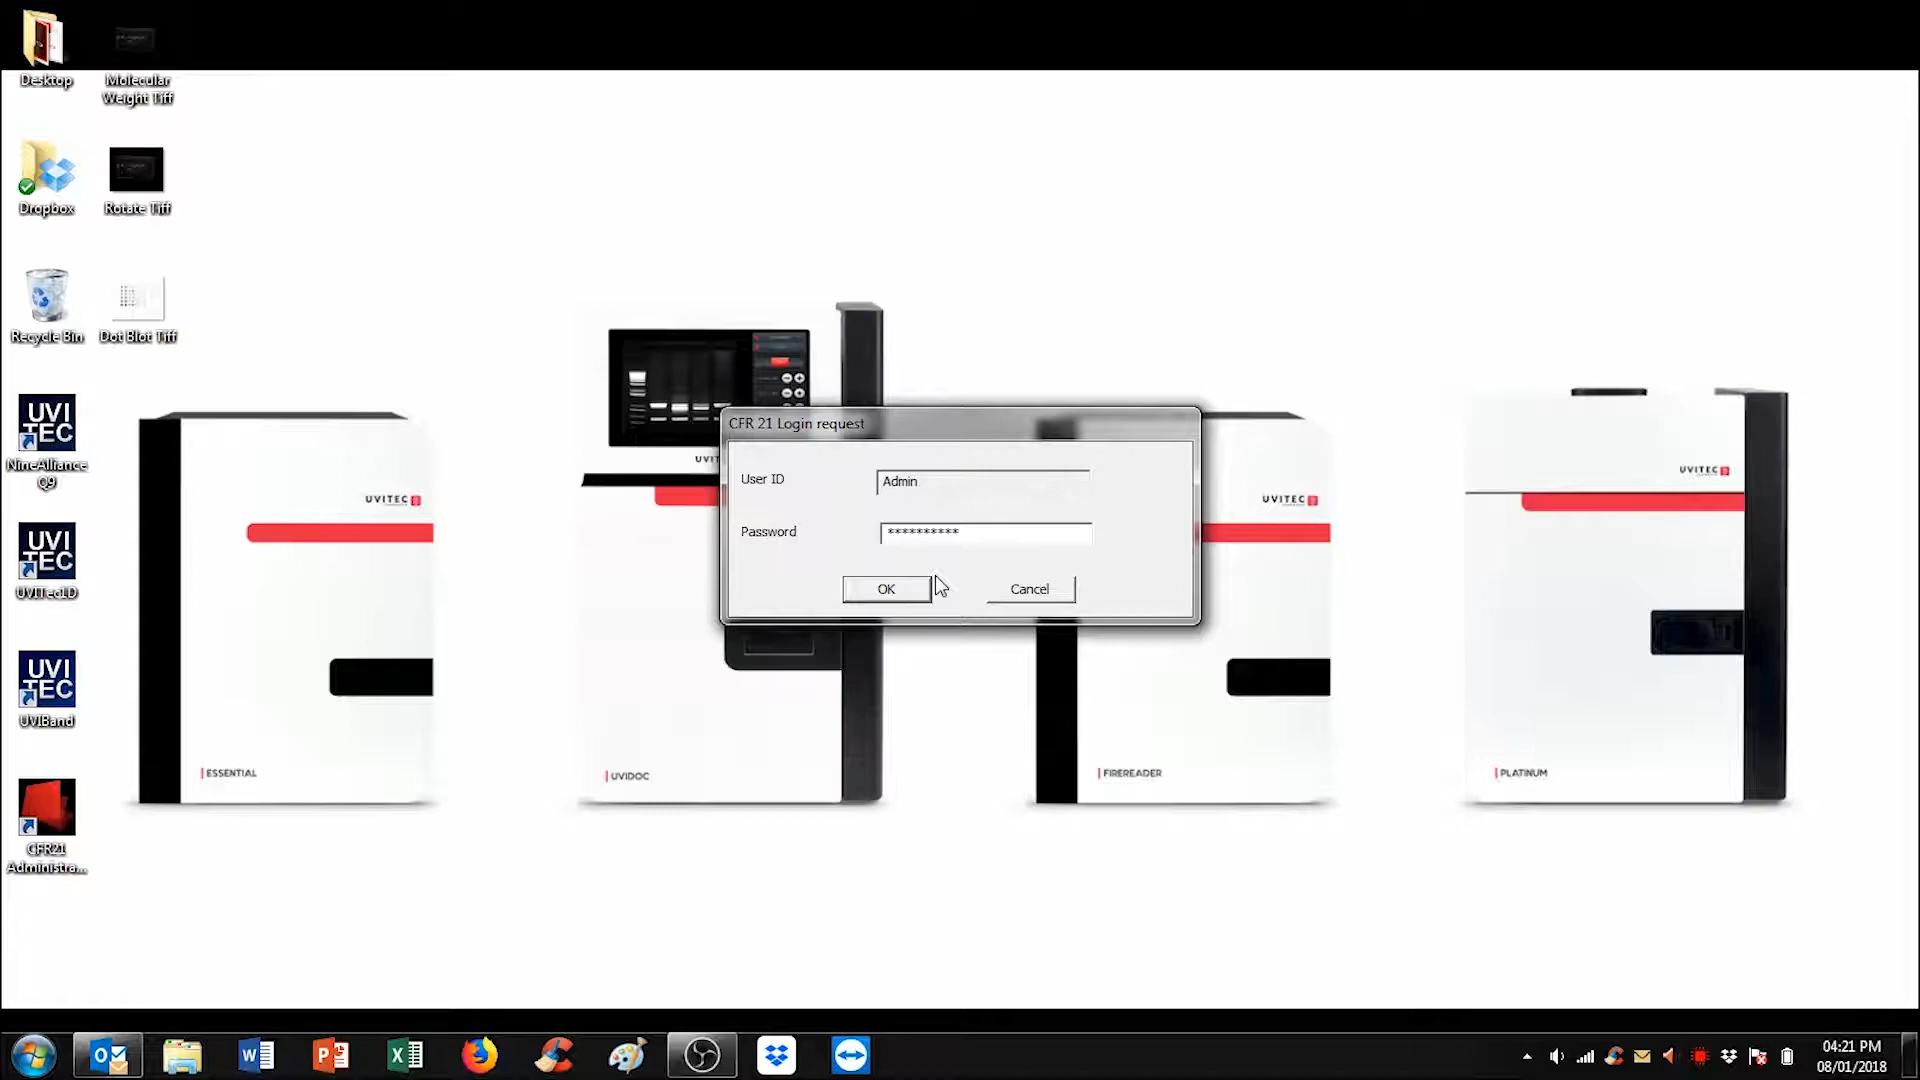 Desktop
Molecular
Weight Tiff
Dropbox
Rotate Tiff
Recycle Bin
Dot Blot Tiff
UVI
TEC
NineAlliance
Q9
UVI
TEC
UVITec1D
UVI
TEC
UVIBand
CFR21
Administra...
UVITEC
ESSENTIAL
UVIT
UVIDOC
UVITEC
FIREREADER
UVITEC
PLATINUM
CFR 21 Login request
User ID
Admin
Password
**********
OK
Cancel
04:21 PM
08/01/2018